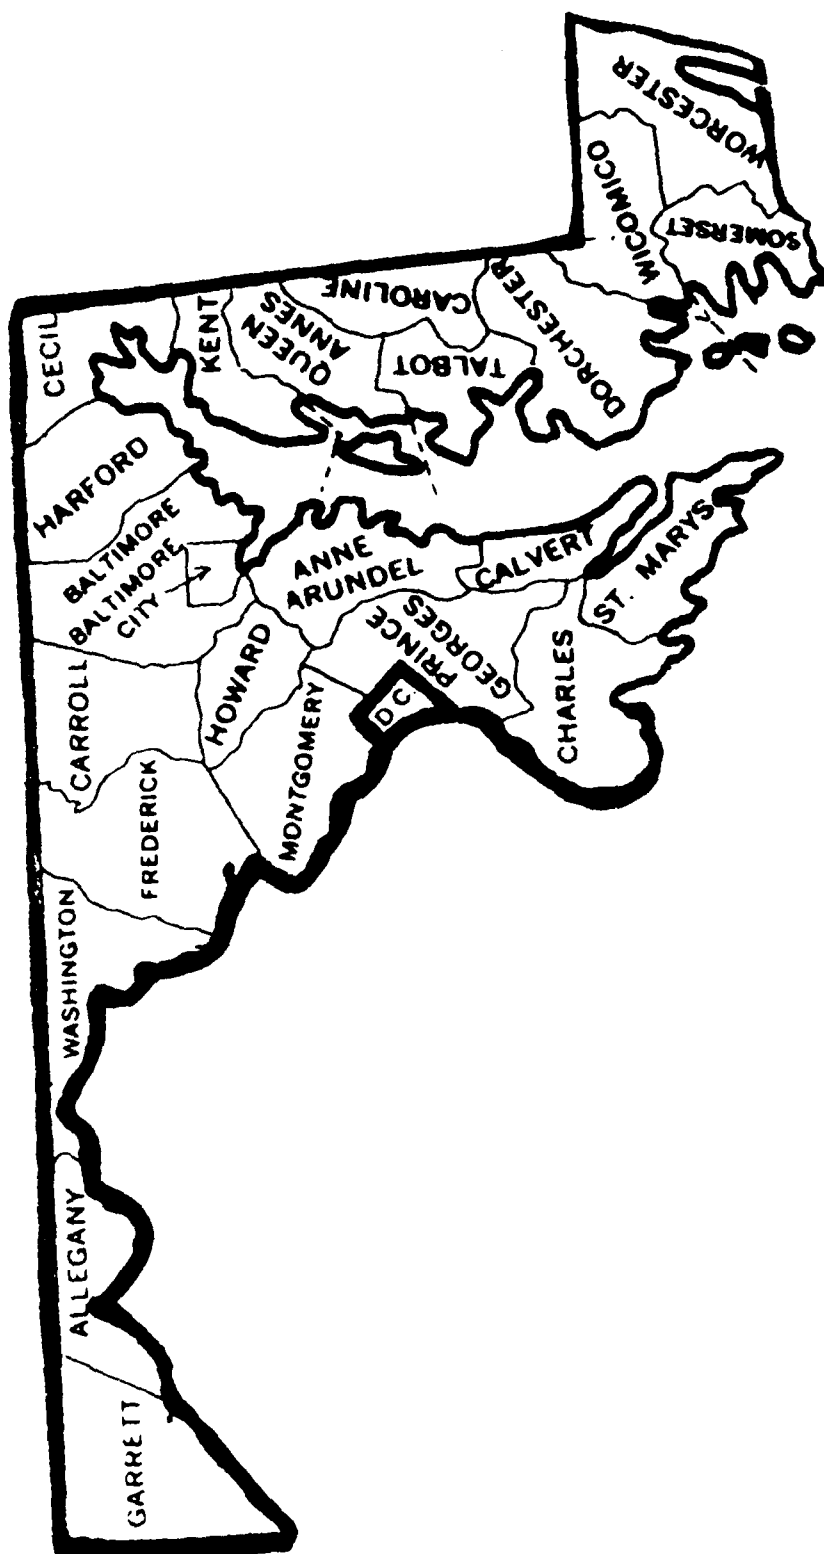 GARRETT
ALLEGANY
WASHINGTON
FREDERICK
CARROLL
MONTGOMERY
HOWARD
BALTIMORE
BALTIMORE
CITY
HARFORD
CECIL
KENT
QUEEN
ANNES
CAROLINE
TALBOT
ANNE
ARUNDEL
PRINCE
GEORGES
D C.
CALVERT
CHARLES
ST. MARYS
DORCHESTER
WICOMICO
SOMERSET
WORCESTER